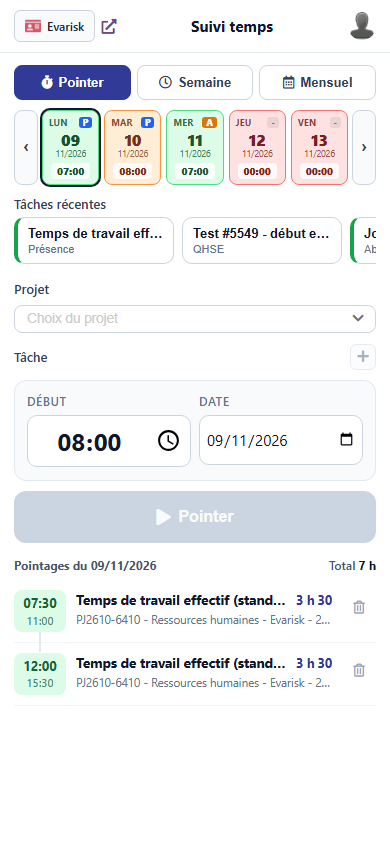 Evarisk
Suivi temps
Pointer
Semaine
Mensuel
‹
LUN P
09
11/2026
07:00
MAR P
10
11/2026
08:00
MER A
11
11/2026
07:00
JEU -
12
11/2026
00:00
VEN -
13
11/2026
00:00
›
Tâches récentes
Temps de travail eff...
Présence
Test #5549 - début e...
QHSE
Jo
Ab
Projet
Choix du projet
Tâche
DÉBUT
08:00
DATE
09/11/2026
Pointer
Pointages du 09/11/2026
Total 7 h
07:30
11:00
Temps de travail effectif (stand... 3 h 30
PJ2610-6410 - Ressources humaines - Evarisk - 2...
12:00
15:30
Temps de travail effectif (stand... 3 h 30
PJ2610-6410 - Ressources humaines - Evarisk - 2...